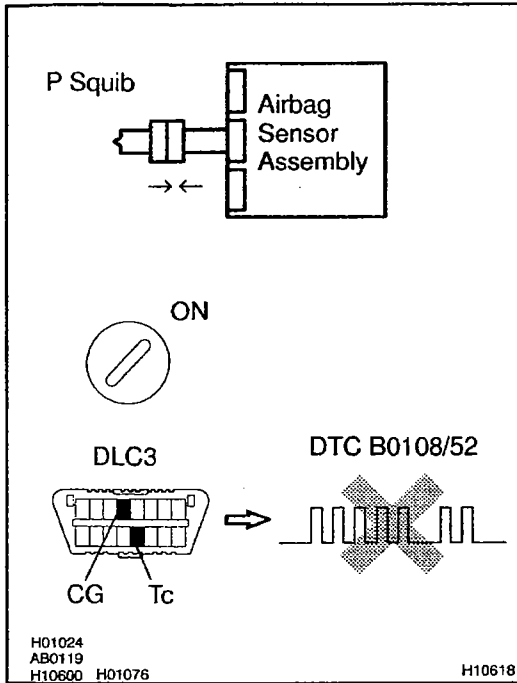 P Squib
Airbag
Sensor
Assembly
ON
DLC3
DTC B0108/52
CG
Tc
H01024
AB0119
H10600 H01076
H10618